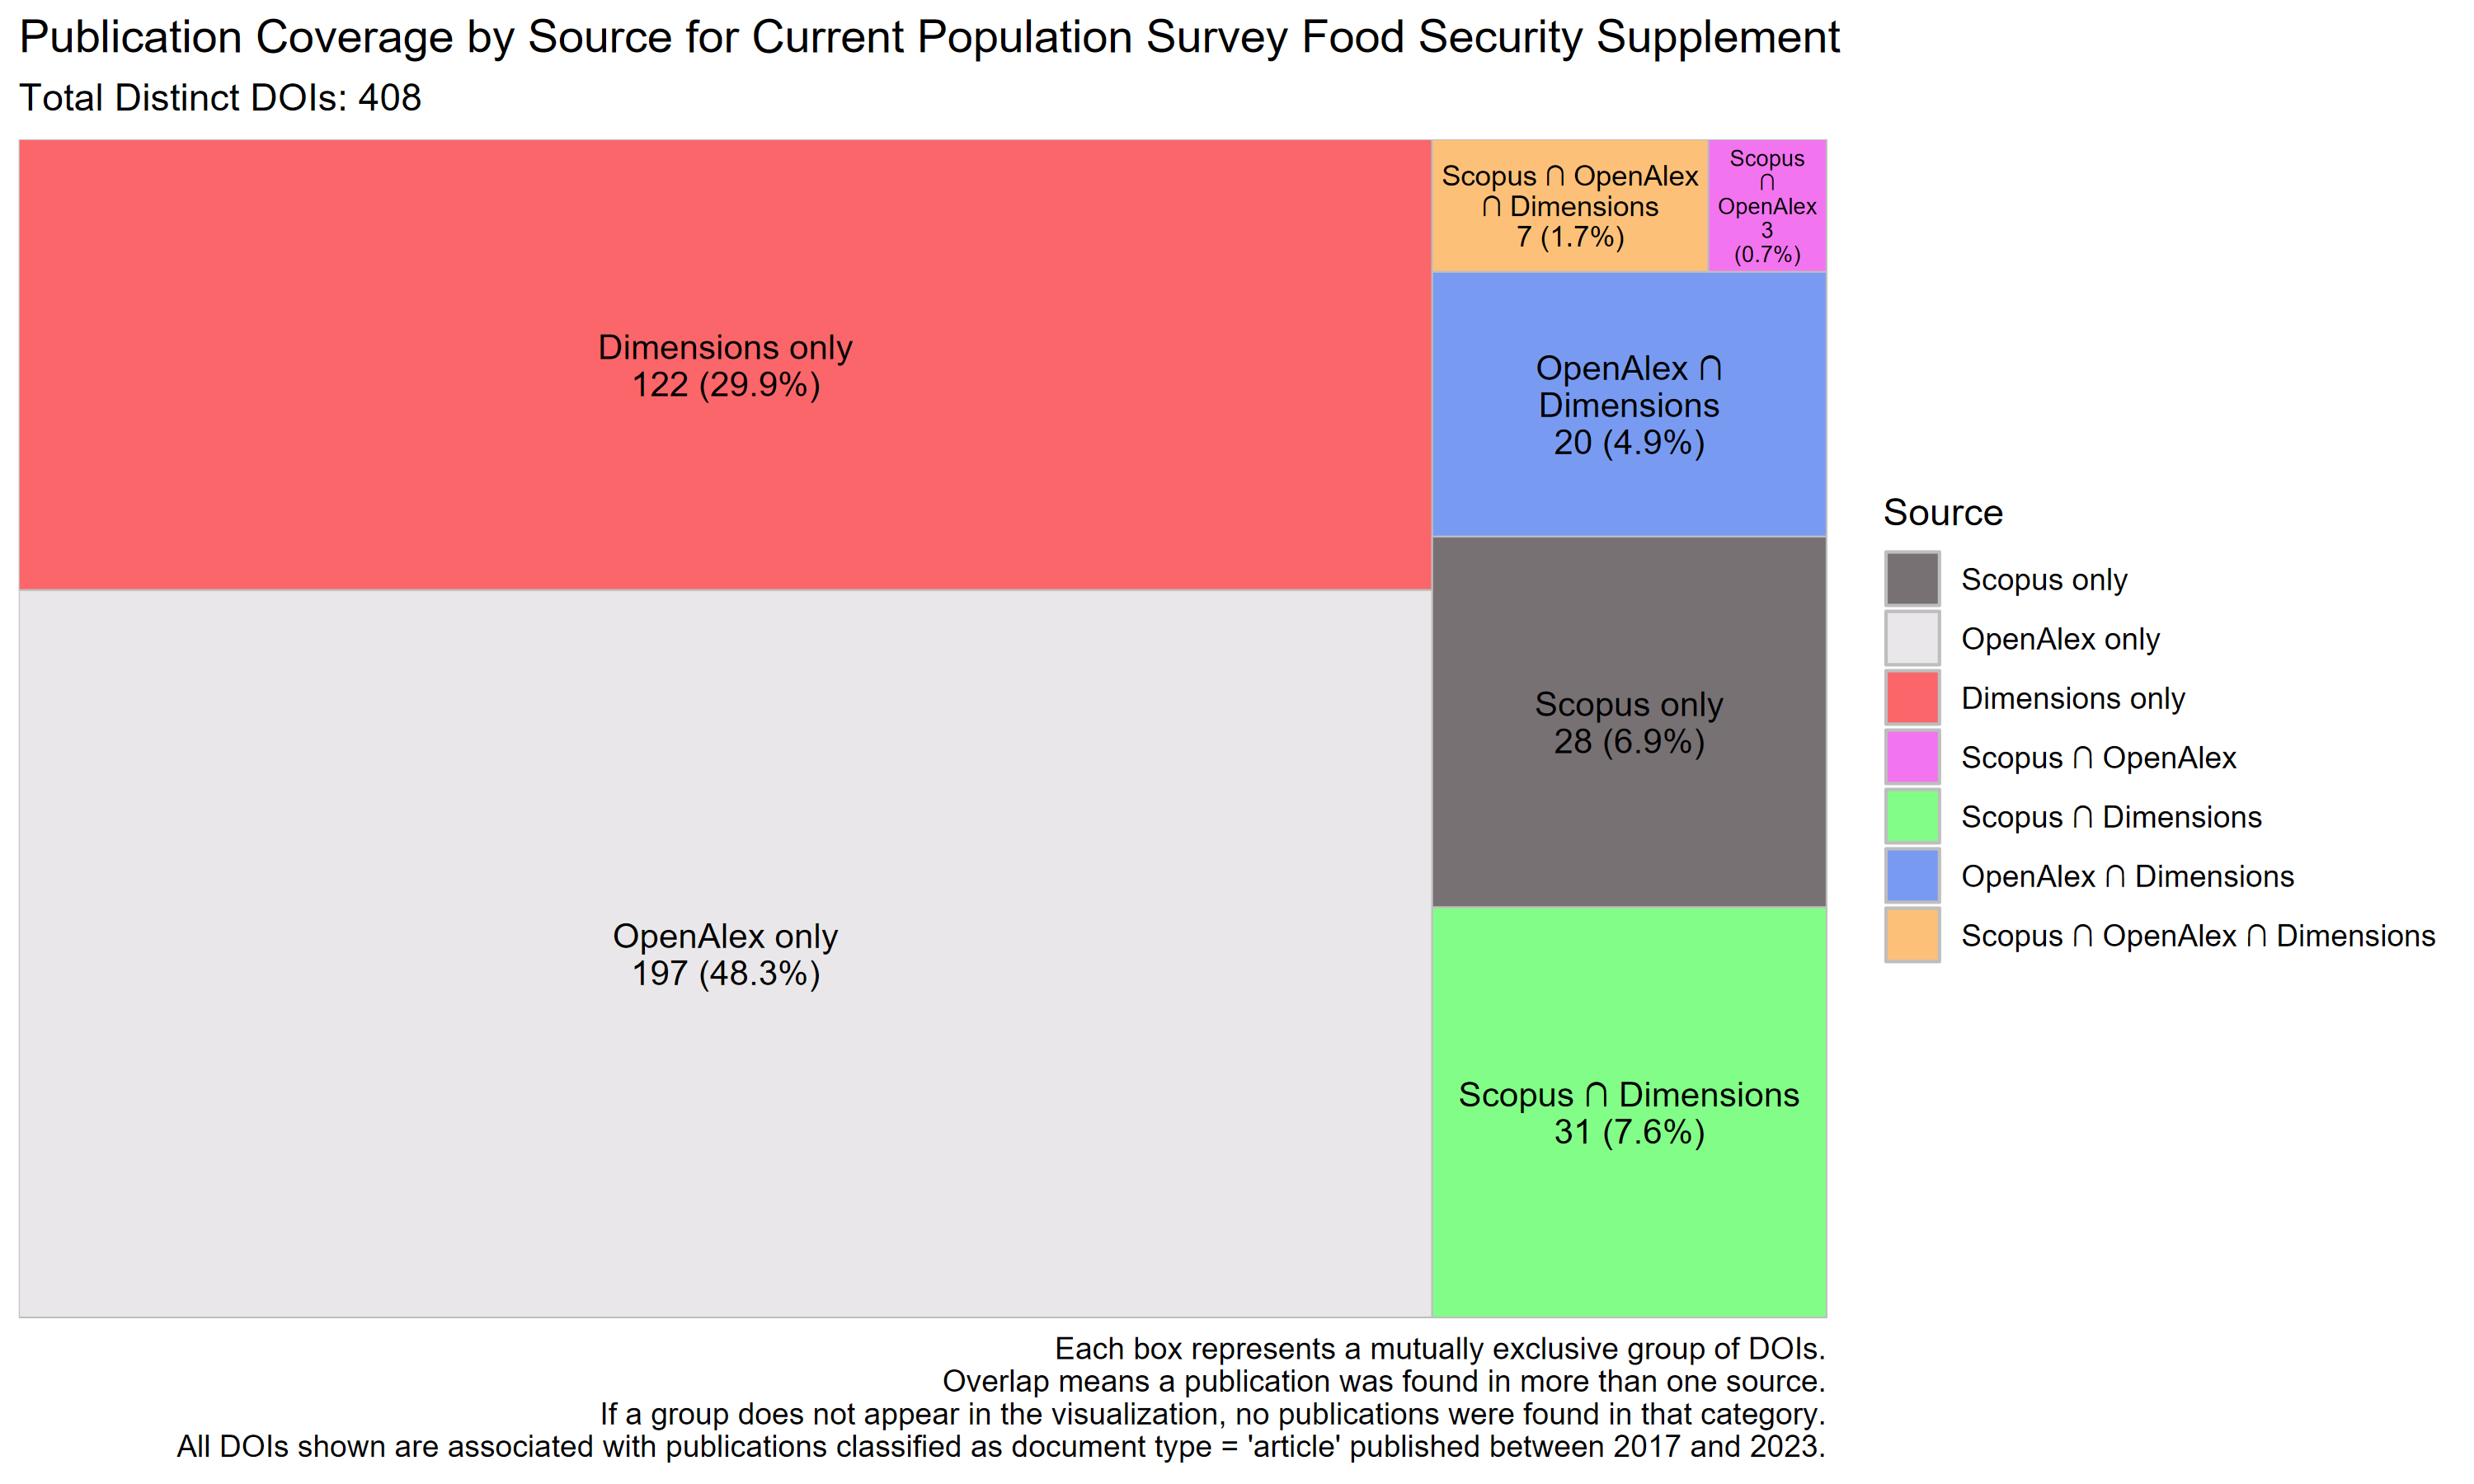 Publication Coverage by Source for Current Population Survey Food Security Supplement
Total Distinct DOIs: 408
Dimensions only
122 (29.9%)
OpenAlex only
197 (48.3%)
Scopus ∩ OpenAlex
∩ Dimensions
7 (1.7%)
Scopus
∩
OpenAlex
3
(0.7%)
OpenAlex ∩
Dimensions
20 (4.9%)
Scopus only
28 (6.9%)
Scopus ∩ Dimensions
31 (7.6%)
Source
Scopus only
OpenAlex only
Dimensions only
Scopus ∩ OpenAlex
Scopus ∩ Dimensions
OpenAlex ∩ Dimensions
Scopus ∩ OpenAlex ∩ Dimensions
Each box represents a mutually exclusive group of DOIs.
Overlap means a publication was found in more than one source.
If a group does not appear in the visualization, no publications were found in that category.
All DOIs shown are associated with publications classified as document type = 'article' published between 2017 and 2023.